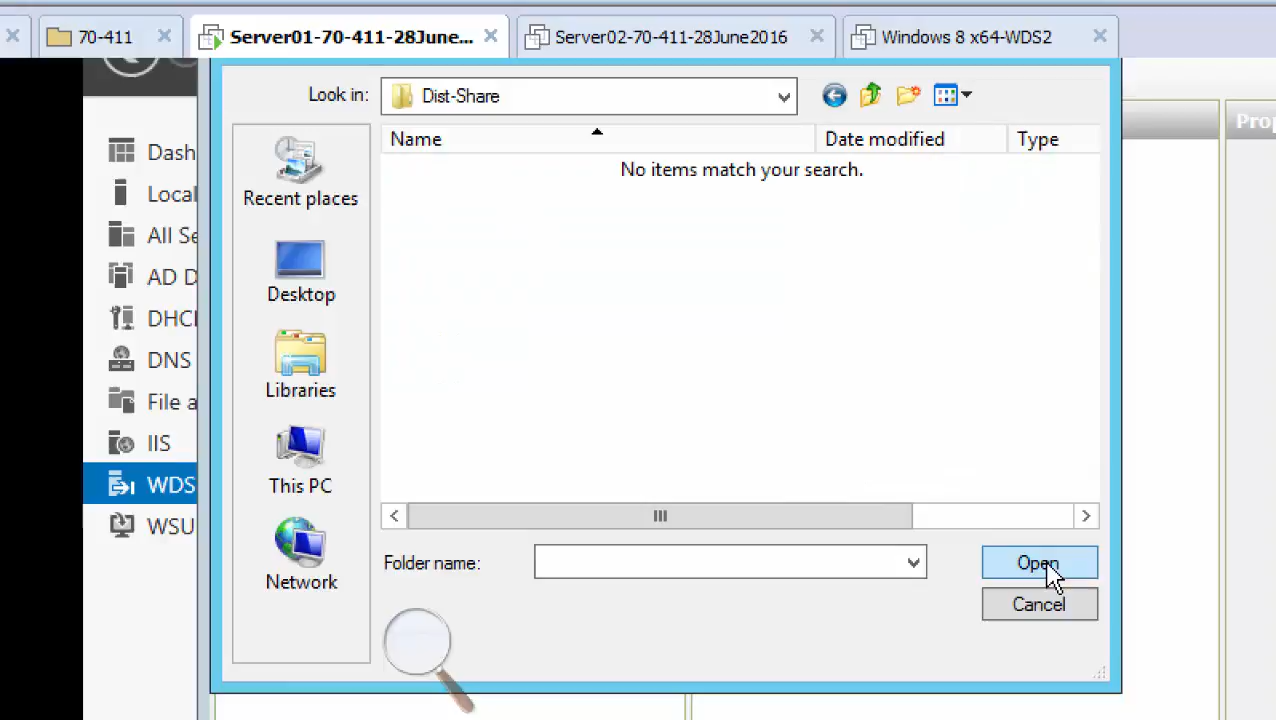 70-411
Server01-70-411-28June...
Server02-70-411-28June2016
Windows 8 x64-WDS2
Look in:
Dist-Share
Name
Date modified
Type
No items match your search.
Recent places
Desktop
Libraries
This PC
Network
Folder name:
Open
Cancel
Dash
Local
All Se
AD D
DHC
DNS
File a
IIS
WDS
WSU
Prop